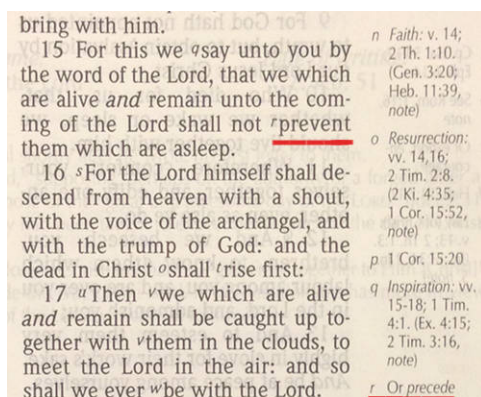 bring with him.
15 For this we qsay unto you by
the word of the Lord, that we which
are alive and remain unto the com-
ing of the Lord shall not rprevent
them which are asleep.
16 sFor the Lord himself shall de-
scend from heaven with a shout,
with the voice of the archangel, and
with the trump of God: and the
dead in Christ oshall trise first:
17 uThen vwe which are alive
and remain shall be caught up to-
gether with vthem in the clouds, to
meet the Lord in the air: and so
shall we ever wbe with the Lord.
n Faith: v. 14;
2 Th. 1:10.
(Gen. 3:20;
Heb. 11:39,
note)
o Resurrection:
vv. 14,16;
2 Tim. 2:8.
(2 Ki. 4:35;
1 Cor. 15:52,
note)
p 1 Cor. 15:20
q Inspiration: vv.
15-18; 1 Tim.
4:1. (Ex. 4:15;
2 Tim. 3:16,
note)
r Or precede